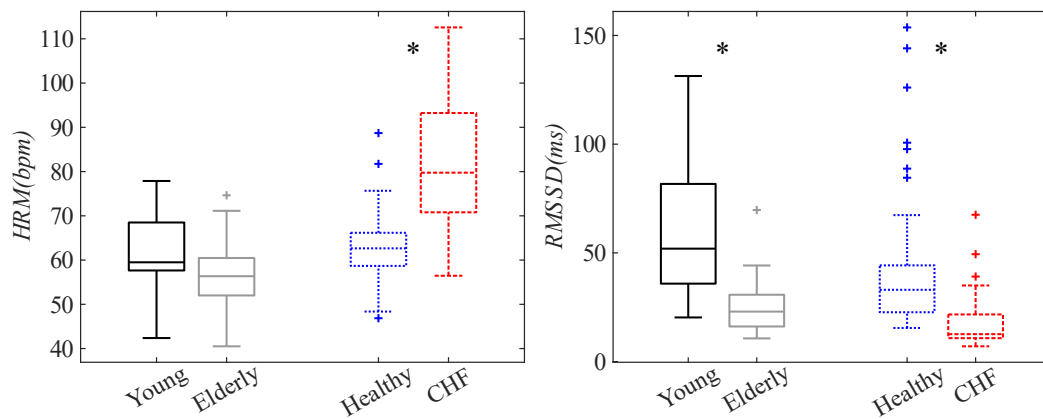 HRM(bpm)
110
100
90
80
70
60
50
40
*
Young
Elderly
Healthy
CHF
RMSSD(ms)
150
100
50
0
*
*
Young
Elderly
Healthy
CHF